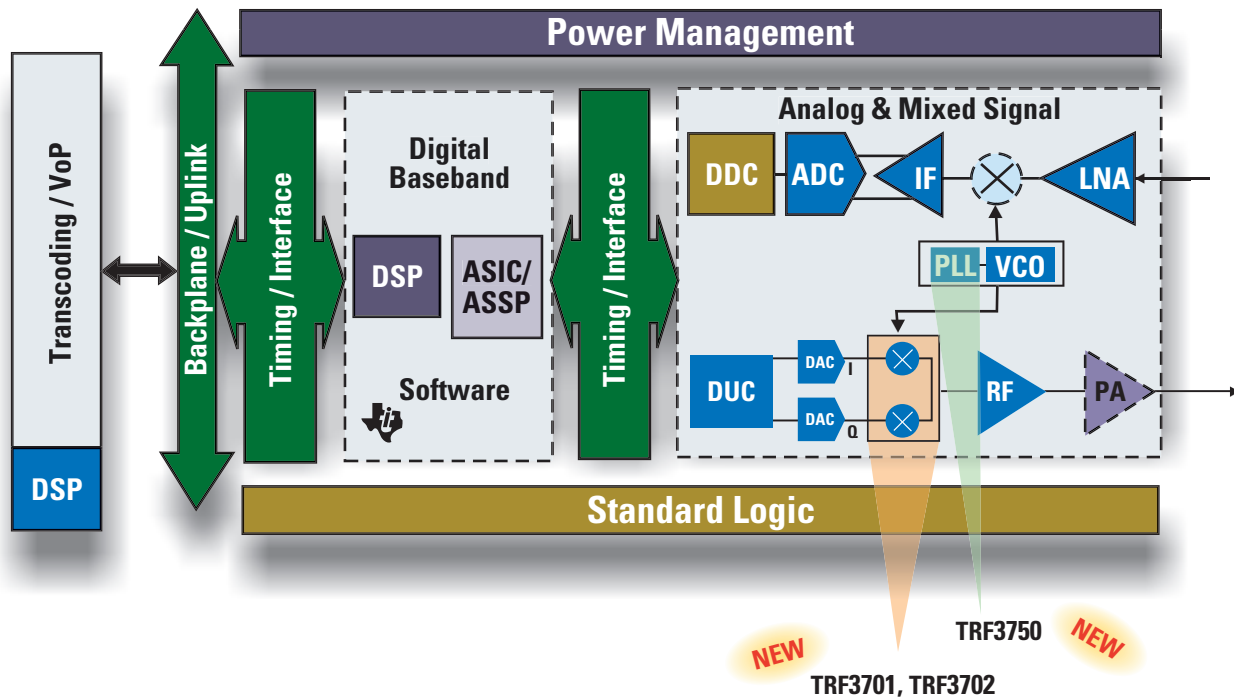 Power Management
Transcoding / VoP
DSP
Backplane / Uplink
Timing / Interface
Digital
Baseband
DSP
ASIC/
ASSP
Software
Timing / Interface
Analog & Mixed Signal
DDC
ADC
IF
LNA
PLL
VCO
DUC
DAC
I
DAC
Q
RF
PA
Standard Logic
TRF3750
NEW
NEW
TRF3701, TRF3702